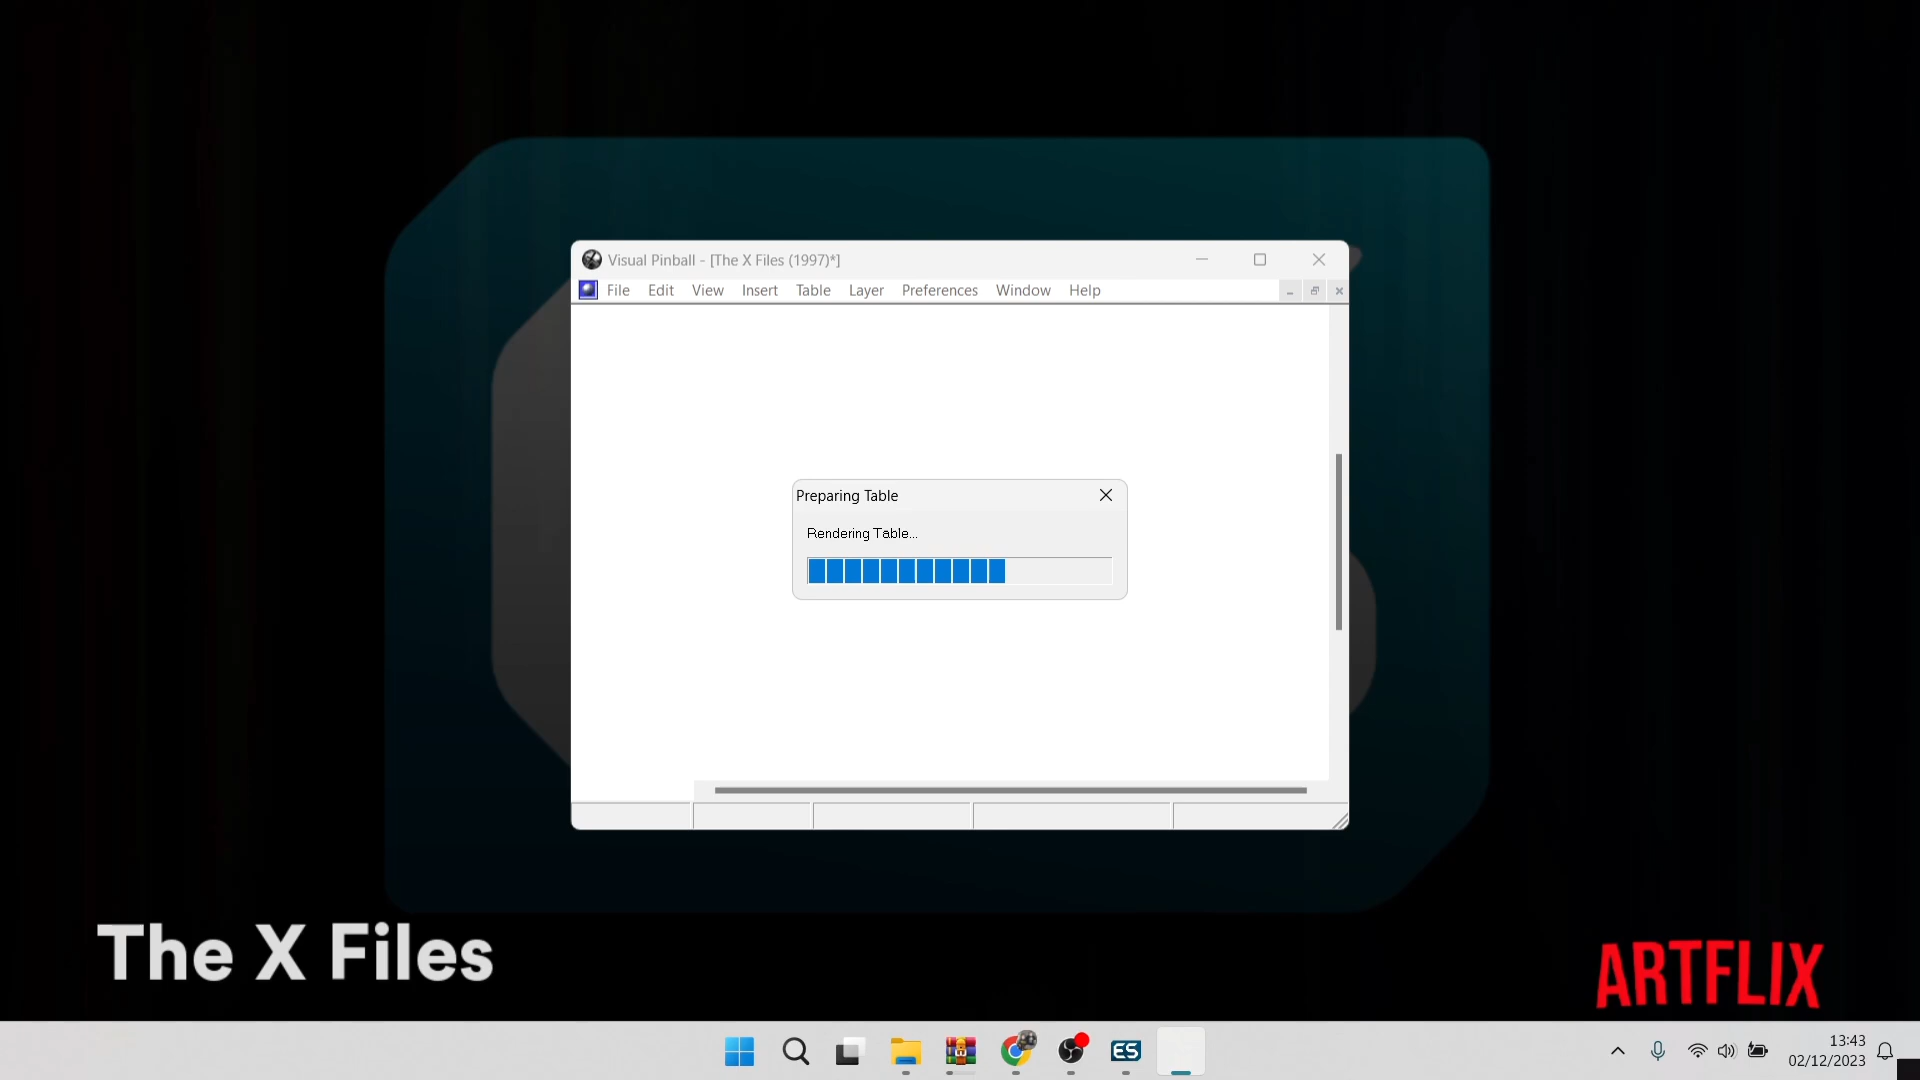 Visual Pinball - [The X Files (1997)*]
File Edit View Insert Table Layer Preferences Window Help
Preparing Table
Rendering Table...
The X Files
ARTFLIX
ES
13:43
02/12/2023